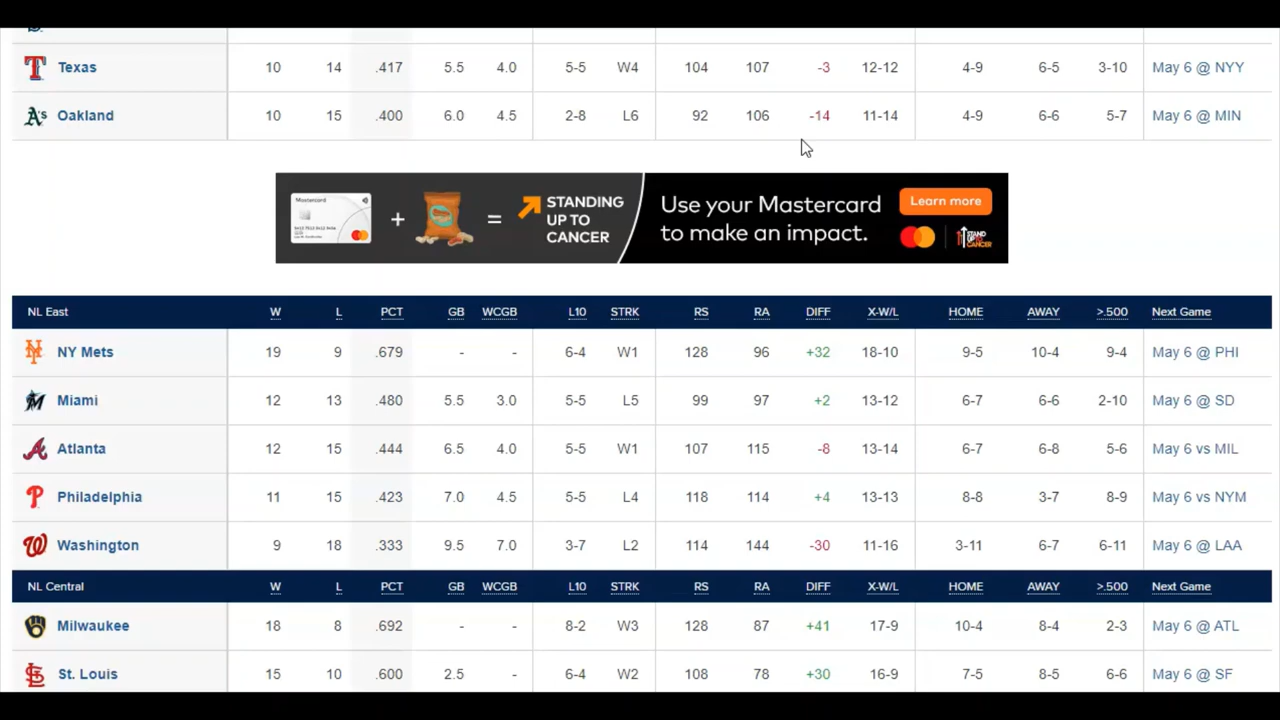 Texas 10 14 .417 5.5 4.0 5-5 W4 104 107 -3 12-12 4-9 6-5 3-10 May 6 @ NYY
Oakland 10 15 .400 6.0 4.5 2-8 L6 92 106 -14 11-14 4-9 6-6 5-7 May 6 @ MIN
Mastercard
+ = STANDING UP TO CANCER
Use your Mastercard to make an impact.
Learn more
NL East W L PCT GB WCGB L10 STRK RS RA DIFF X-W/L HOME AWAY >.500 Next Game
NY Mets 19 9 .679 - - 6-4 W1 128 96 +32 18-10 9-5 10-4 9-4 May 6 @ PHI
Miami 12 13 .480 5.5 3.0 5-5 L5 99 97 +2 13-12 6-7 6-6 2-10 May 6 @ SD
Atlanta 12 15 .444 6.5 4.0 5-5 W1 107 115 -8 13-14 6-7 6-8 5-6 May 6 vs MIL
Philadelphia 11 15 .423 7.0 4.5 5-5 L4 118 114 +4 13-13 8-8 3-7 8-9 May 6 vs NYM
Washington 9 18 .333 9.5 7.0 3-7 L2 114 144 -30 11-16 3-11 6-7 6-11 May 6 @ LAA
NL Central W L PCT GB WCGB L10 STRK RS RA DIFF X-W/L HOME AWAY >.500 Next Game
Milwaukee 18 8 .692 - - 8-2 W3 128 87 +41 17-9 10-4 8-4 2-3 May 6 @ ATL
St. Louis 15 10 .600 2.5 - 6-4 W2 108 78 +30 16-9 7-5 8-5 6-6 May 6 @ SF